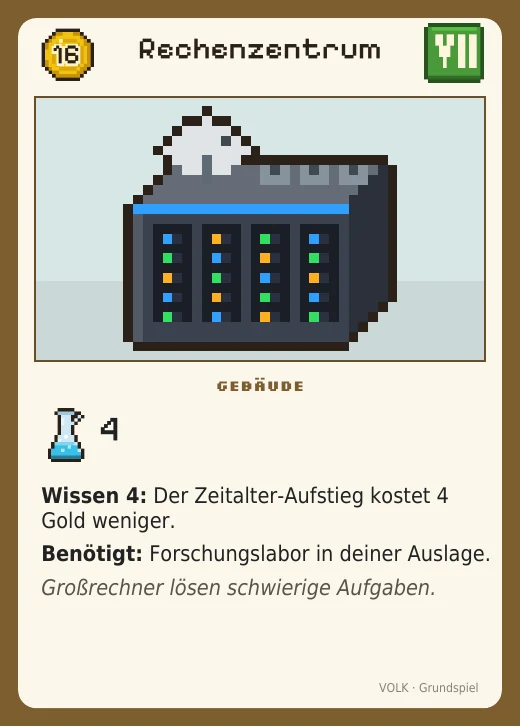 16
Rechenzentrum
VII
GEBÄUDE
4
Wissen 4: Der Zeitalter-Aufstieg kostet 4
Gold weniger.
Benötigt: Forschungslabor in deiner Auslage.
Großrechner lösen schwierige Aufgaben.
VOLK · Grundspiel